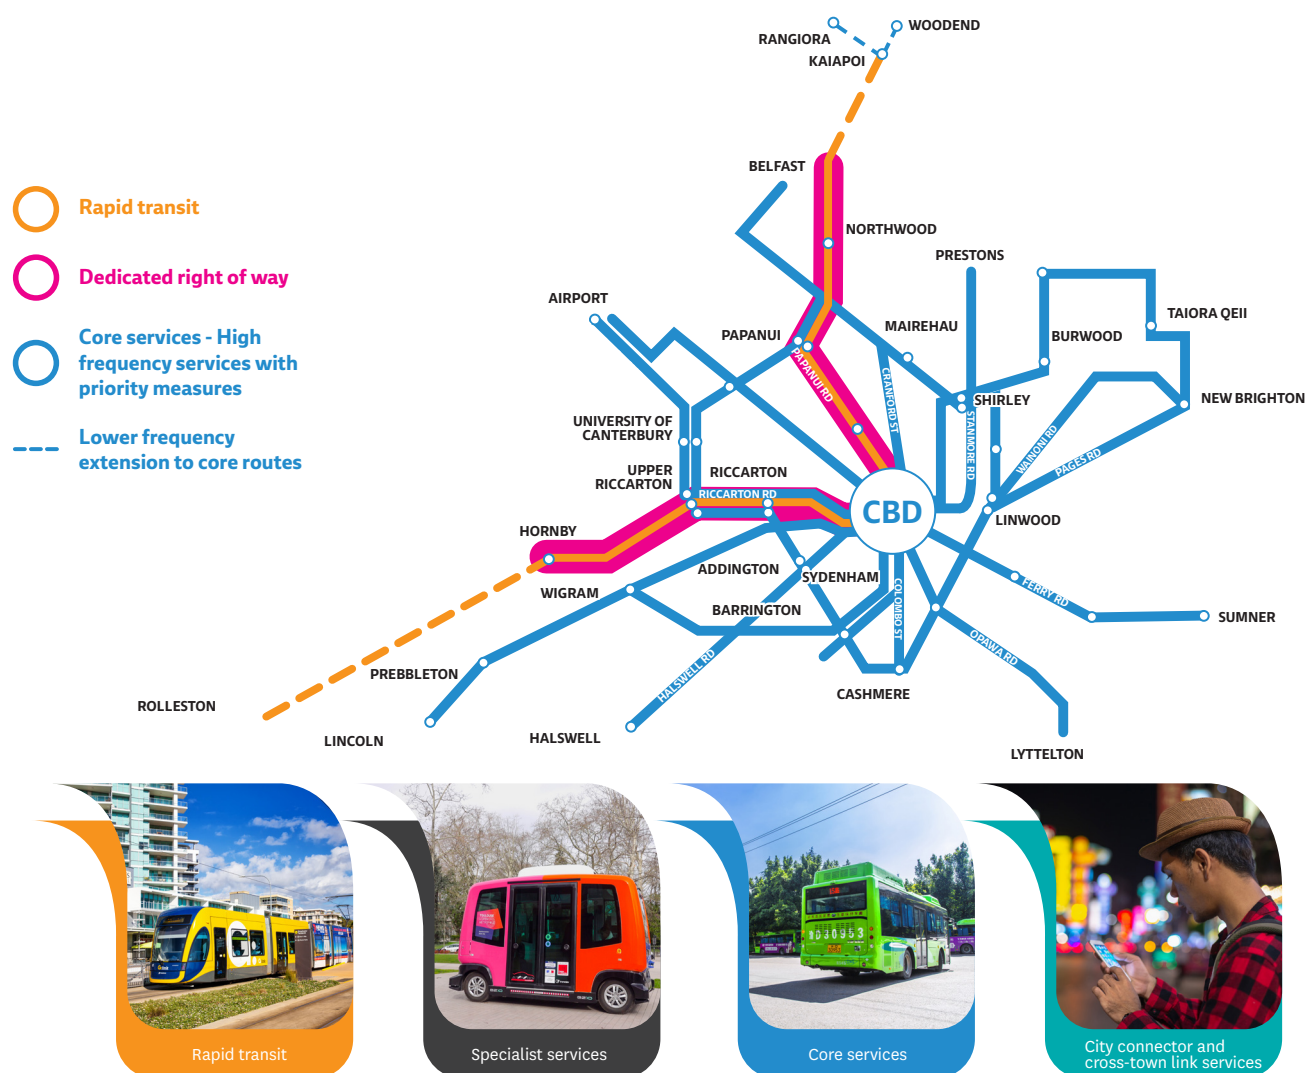 WOODEND
RANGIORA
KAIAPOI
BELFAST
Rapid transit
NORTHWOOD
PRESTONS
Dedicated right of way
AIRPORT
TAIORA QEII
Core services - High
frequency services with
priority measures
PAPANUI
MAIREHAU
BURWOOD
PAPANUI RD
CRANFORD ST
SHIRLEY
NEW BRIGHTON
UNIVERSITY OF
CANTERBURY
STANMORE RD
Lower frequency
extension to core routes
WAINONI RD
PAGES RD
UPPER
RICCARTON
RICCARTON
RICCARTON RD
CBD
LINWOOD
HORNBY
ADDINGTON
SYDENHAM
WIGRAM
BARRINGTON
COLOMBO ST
FERRY RD
SUMNER
OPAWA RD
HALSWELL RD
PREBBLETON
CASHMERE
ROLLESTON
LINCOLN
HALSWELL
LYTTELTON
Rapid transit
Specialist services
Core services
City connector and
cross-town link services